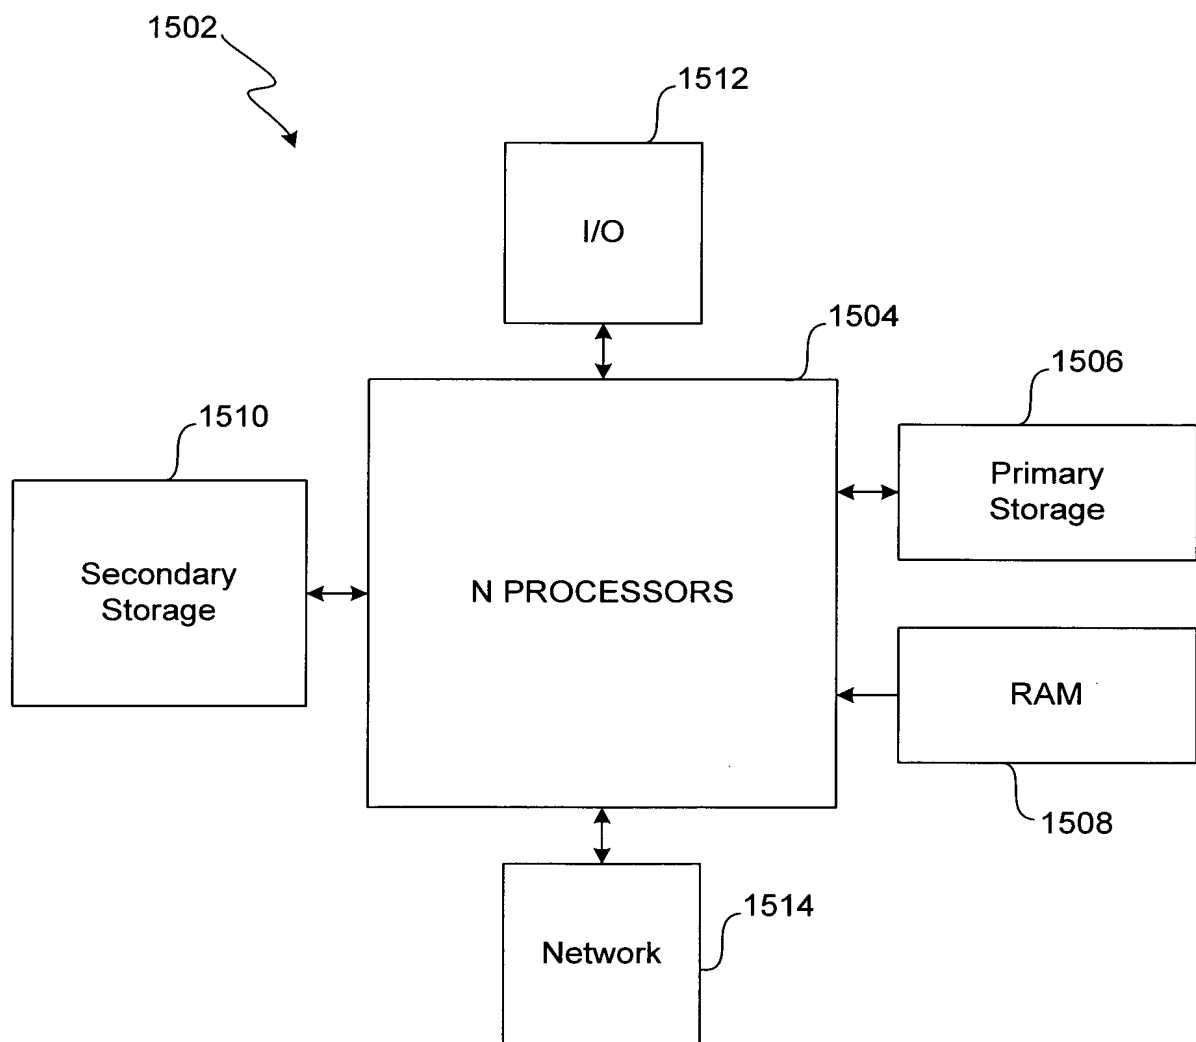 1502
1512
I/O
1504
1506
1510
Primary
Storage
Secondary
Storage
N PROCESSORS
RAM
1508
1514
Network